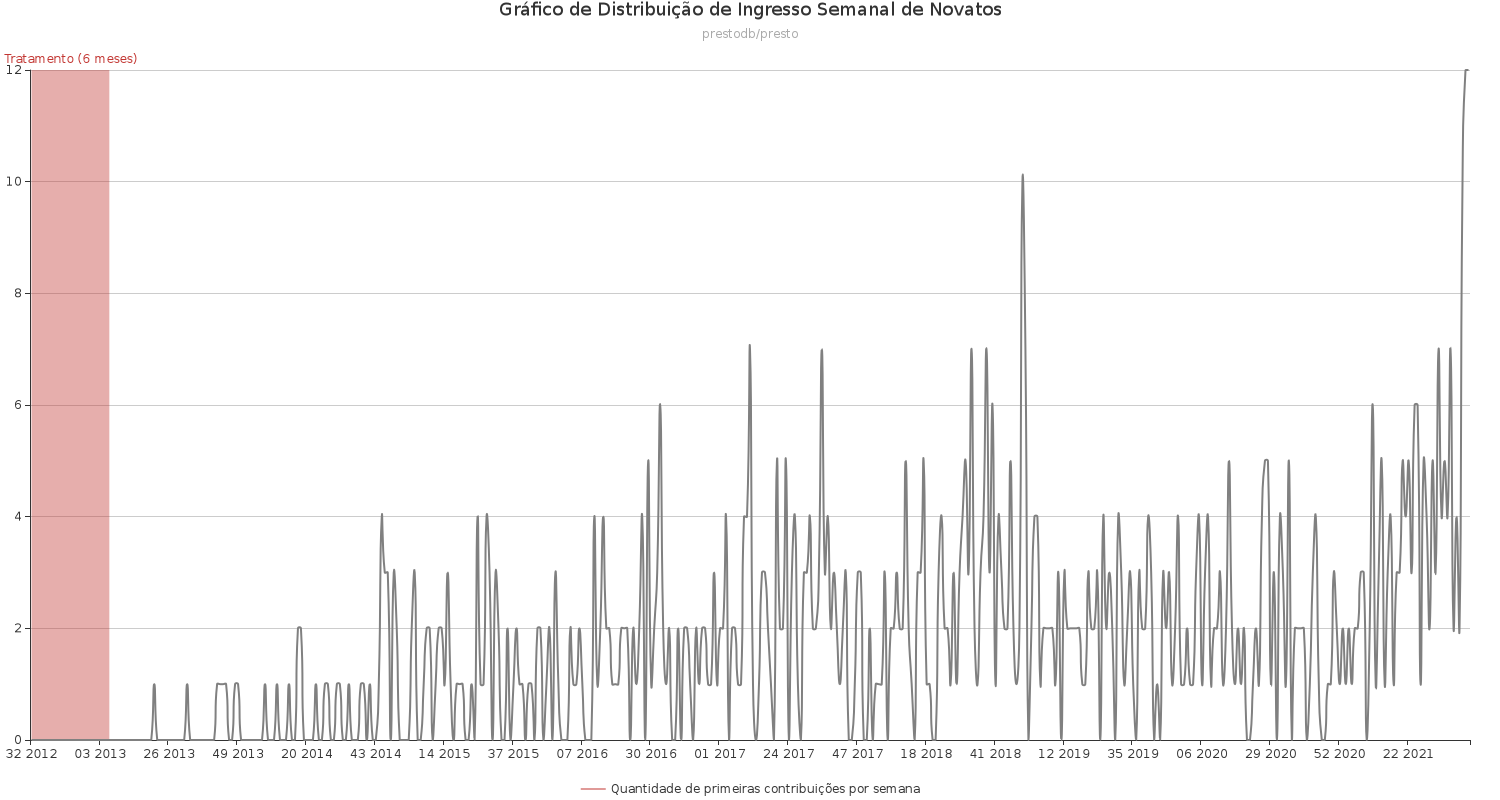 Gráfico de Distribuição de Ingresso Semanal de Novatos
prestodb/presto
Tratamento (6 meses)
12
10
8
6
4
2
0
32 2012 03 2013 26 2013 49 2013 20 2014 43 2014 14 2015 37 2015 07 2016 30 2016 01 2017 24 2017 47 2017 18 2018 41 2018 12 2019 35 2019 06 2020 29 2020 52 2020 22 2021
Quantidade de primeiras contribuições por semana